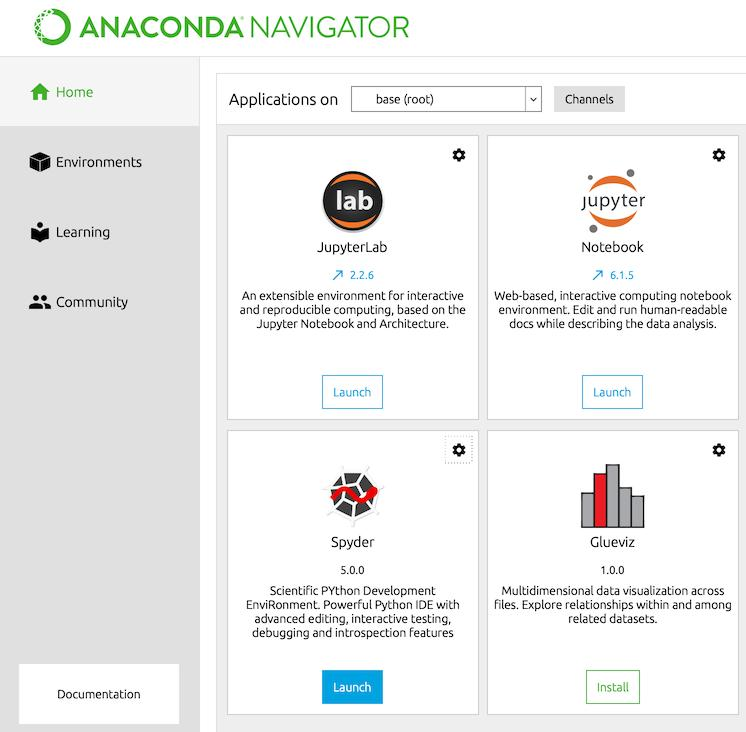 ANACONDA NAVIGATOR
Home
Environments
Learning
Community
Documentation
Applications on
base (root)
Channels
lab
JupyterLab
2.2.6
An extensible environment for interactive
and reproducible computing, based on the
Jupyter Notebook and Architecture.
Launch
jupyter
Notebook
6.1.5
Web-based, interactive computing notebook
environment. Edit and run human-readable
docs while describing the data analysis.
Launch
Spyder
5.0.0
Scientific PYthon Development
EnviRonment. Powerful Python IDE with
advanced editing, interactive testing,
debugging and introspection features
Launch
Glueviz
1.0.0
Multidimensional data visualization across
files. Explore relationships within and among
related datasets.
Install